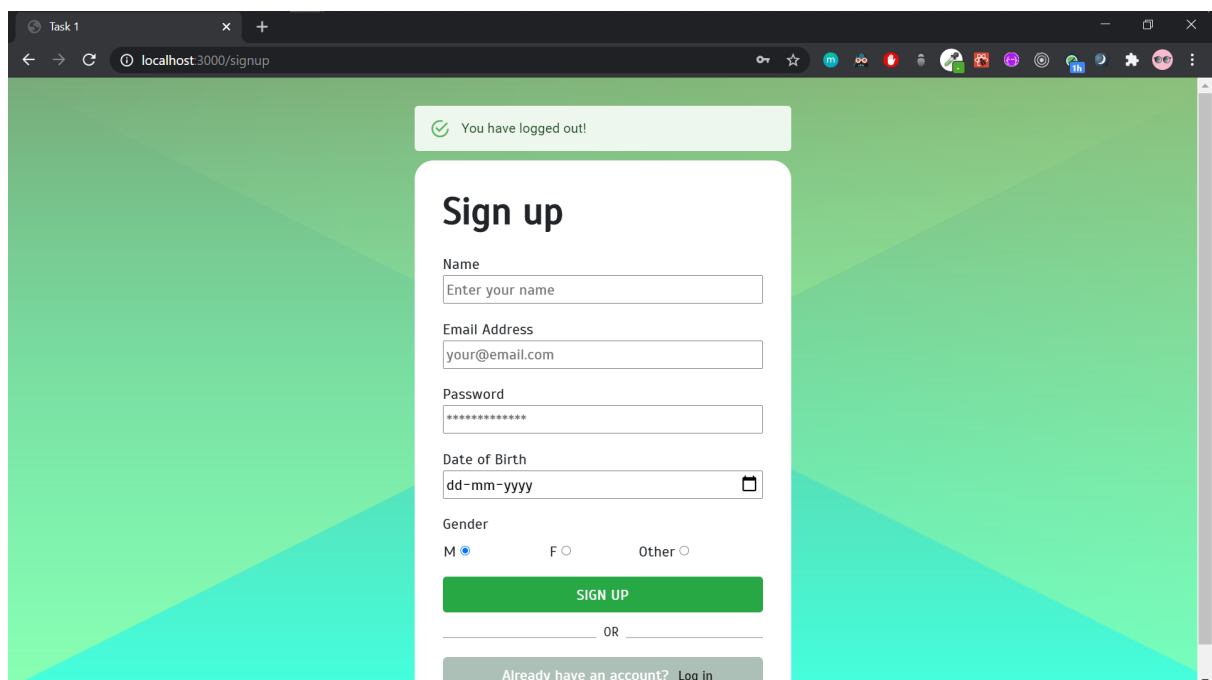 Task 1
localhost:3000/signup
m
1h
You have logged out!
Sign up
Name
Enter your name
Email Address
your@email.com
Password
*************
Date of Birth
dd-mm-yyyy
Gender
M F Other
SIGN UP
OR
Already have an account? Log in